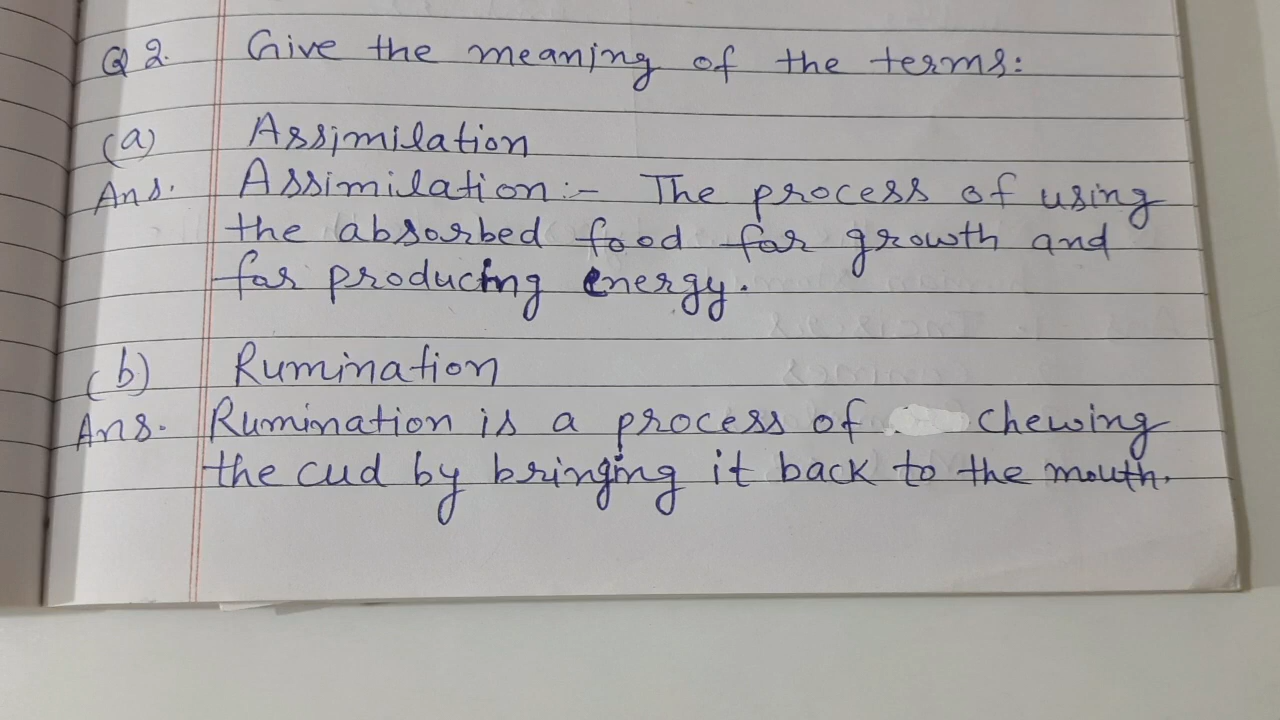 Q 2. Give the meaning of the terms:
(a) Assimilation
Ans. Assimilation:- The process of using
the absorbed food for growth and
for producing energy.
(b) Rumination
Ans. Rumination is a process of chewing
the cud by bringing it back to the mouth.